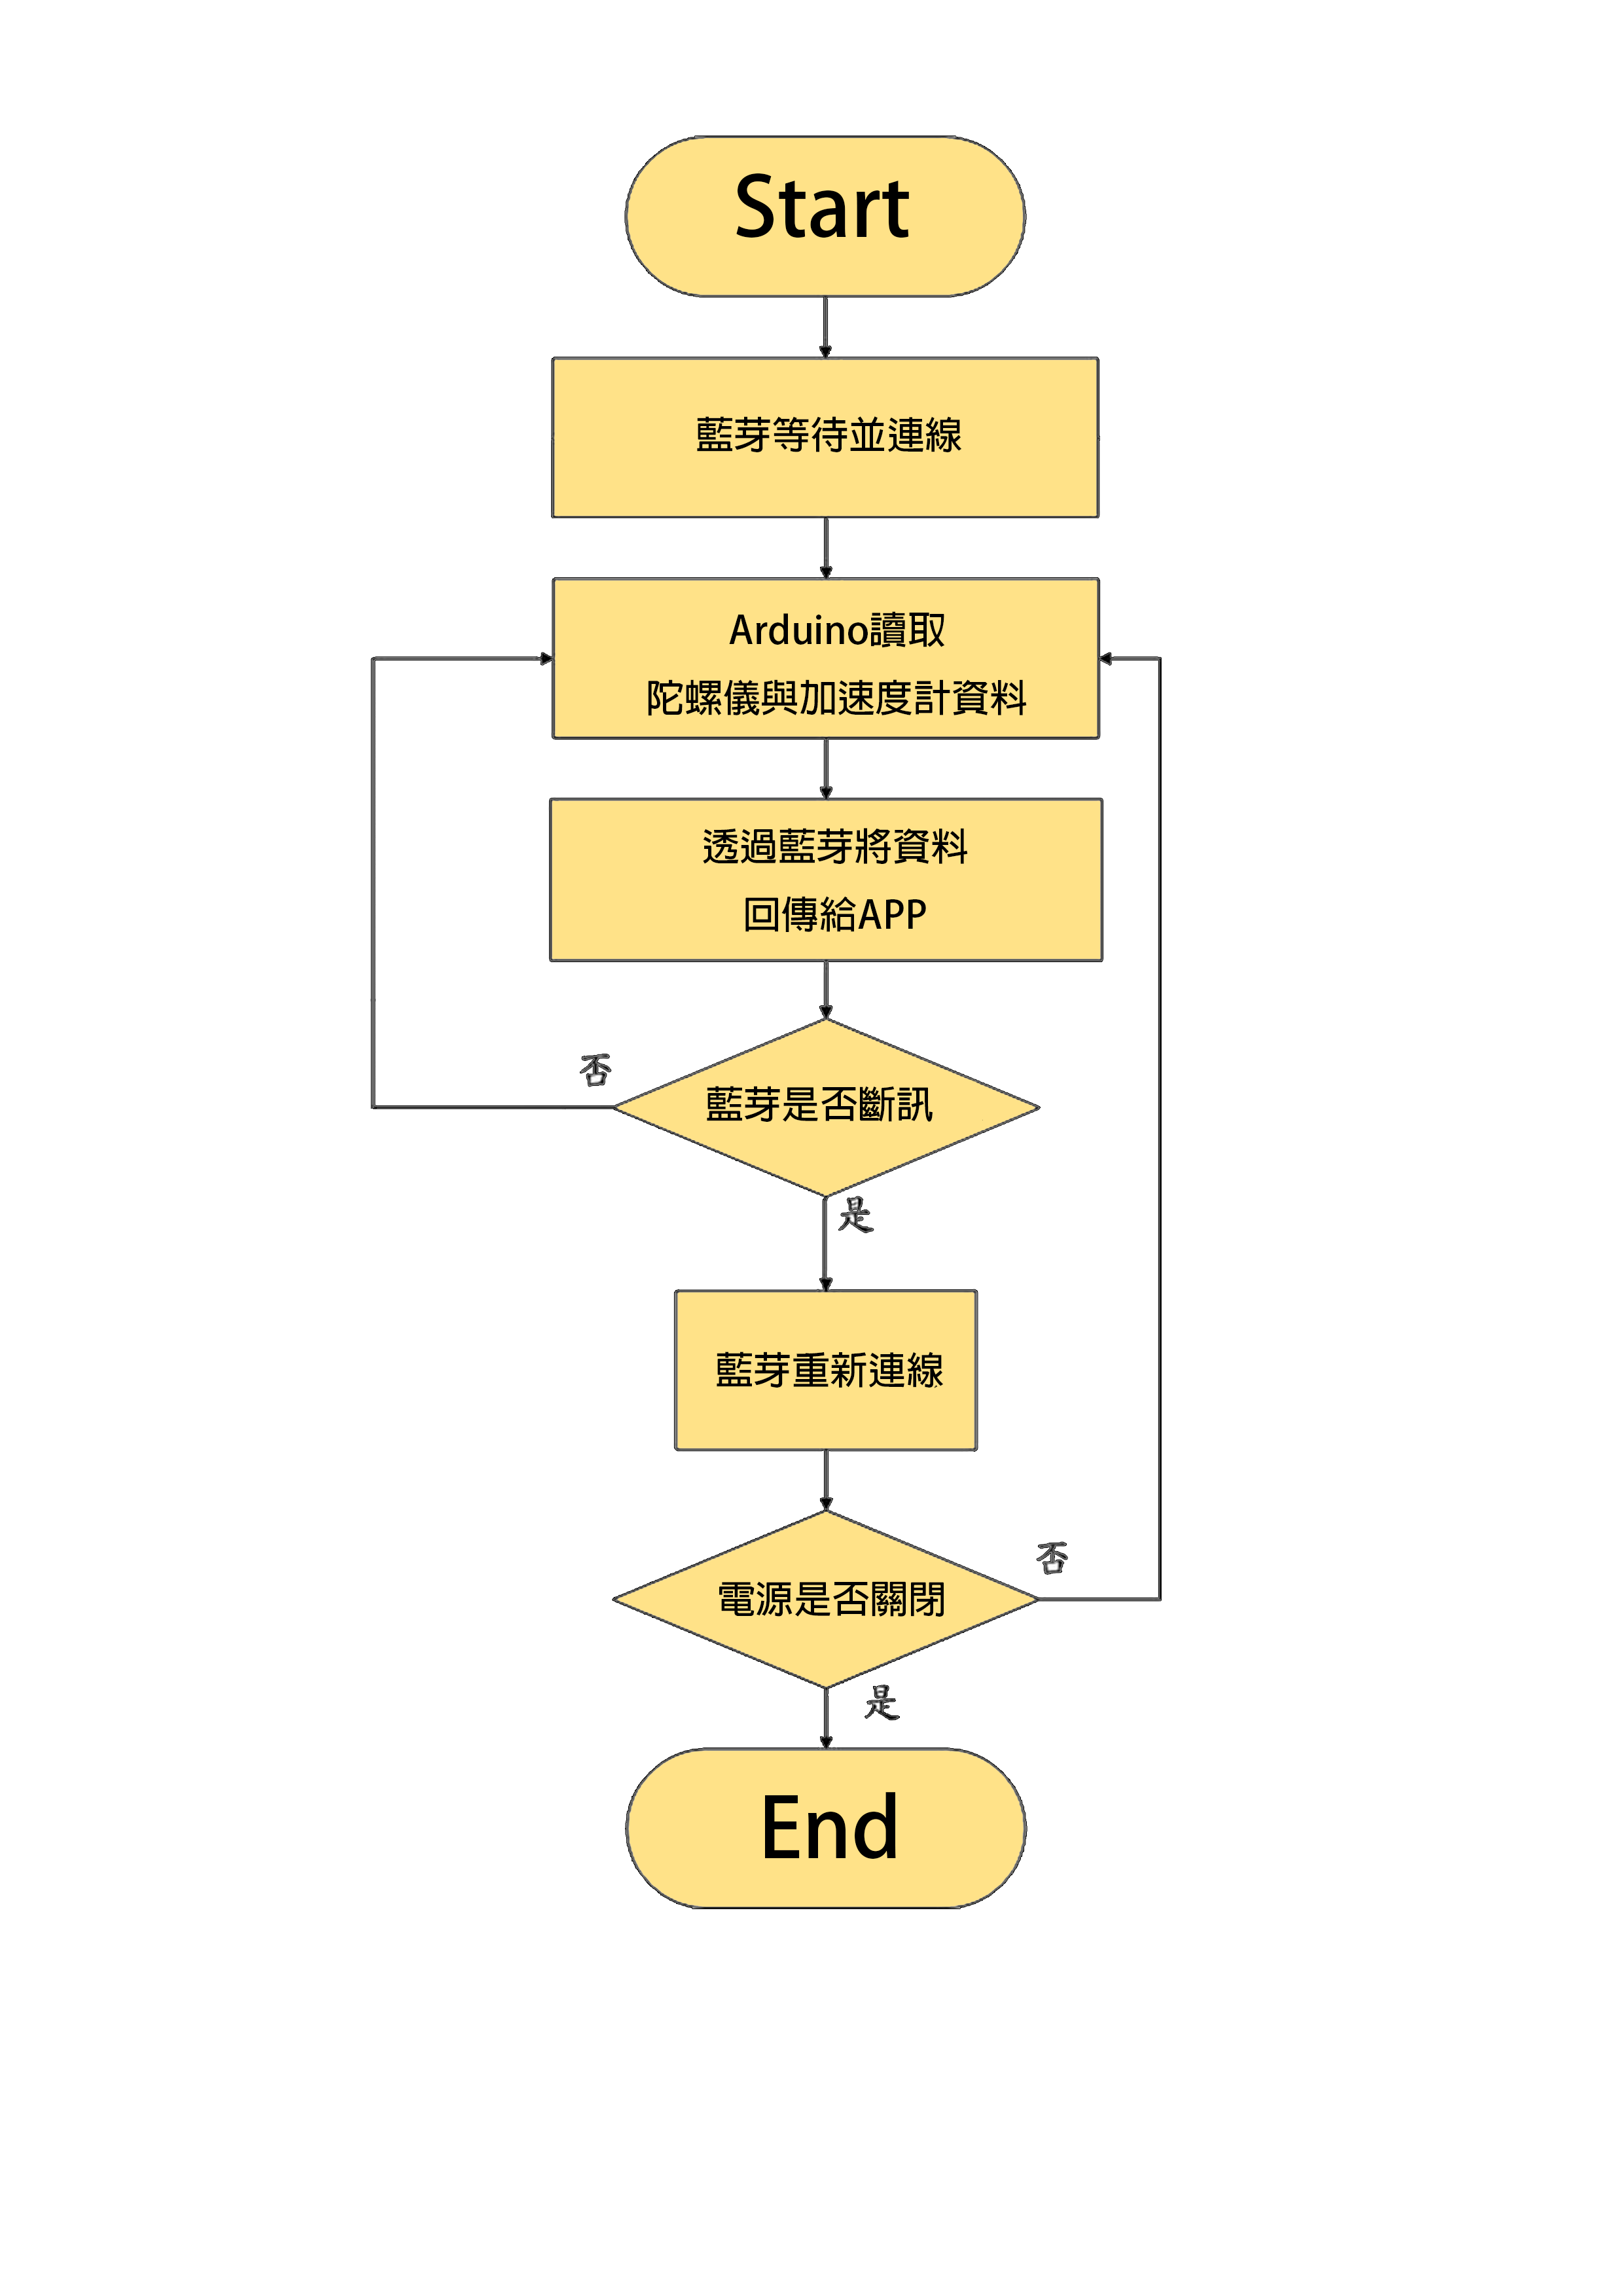 Start
藍芽等待並連線
Arduino讀取
陀螺儀與加速度計資料
透過藍芽將資料
回傳給APP
否
藍芽是否斷訊
是
藍芽重新連線
否
電源是否關閉
是
End